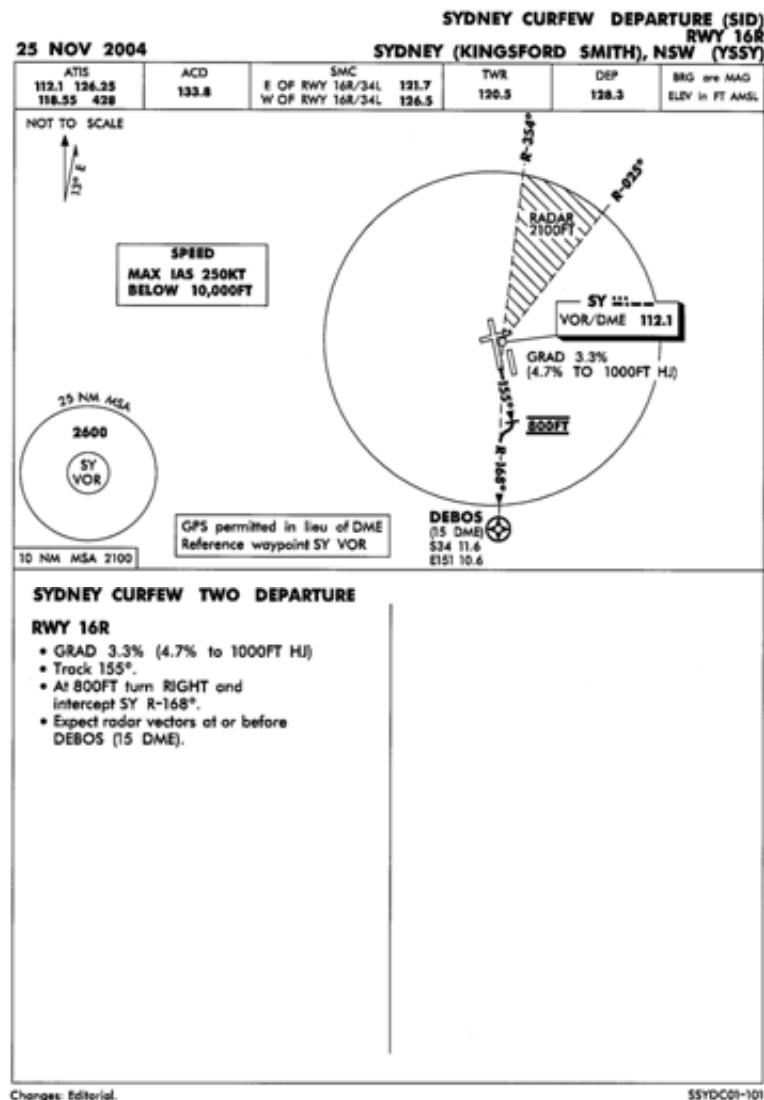 SYDNEY CURFEW DEPARTURE (SID)
RWY 16R
25 NOV 2004
SYDNEY (KINGSFORD SMITH), NSW (YSSY)
ATIS
112.1 126.25
118.55 428
ACD
133.8
SMC
E OF RWY 16R/34L 121.7
W OF RWY 16R/34L 126.5
TWR
120.5
DEP
128.3
BRG are MAG
ELEV in FT AMSL
NOT TO SCALE
13° E
R-354°
R-025°
RADAR
2100FT
SPEED
MAX IAS 250KT
BELOW 10,000FT
SY
VOR/DME 112.1
GRAD 3.3%
(4.7% TO 1000FT HJ)
155°
800FT
R-168°
25 NM MSA
2600
SY
VOR
10 NM MSA 2100
GPS permitted in lieu of DME
Reference waypoint SY VOR
DEBOS
(15 DME)
S34 11.6
E151 10.6
SYDNEY CURFEW TWO DEPARTURE
RWY 16R
• GRAD 3.3% (4.7% to 1000FT HJ)
• Track 155°.
• At 800FT turn RIGHT and
intercept SY R-168°.
• Expect radar vectors at or before
DEBOS (15 DME).
Changes: Editorial.
SSYDC01-101